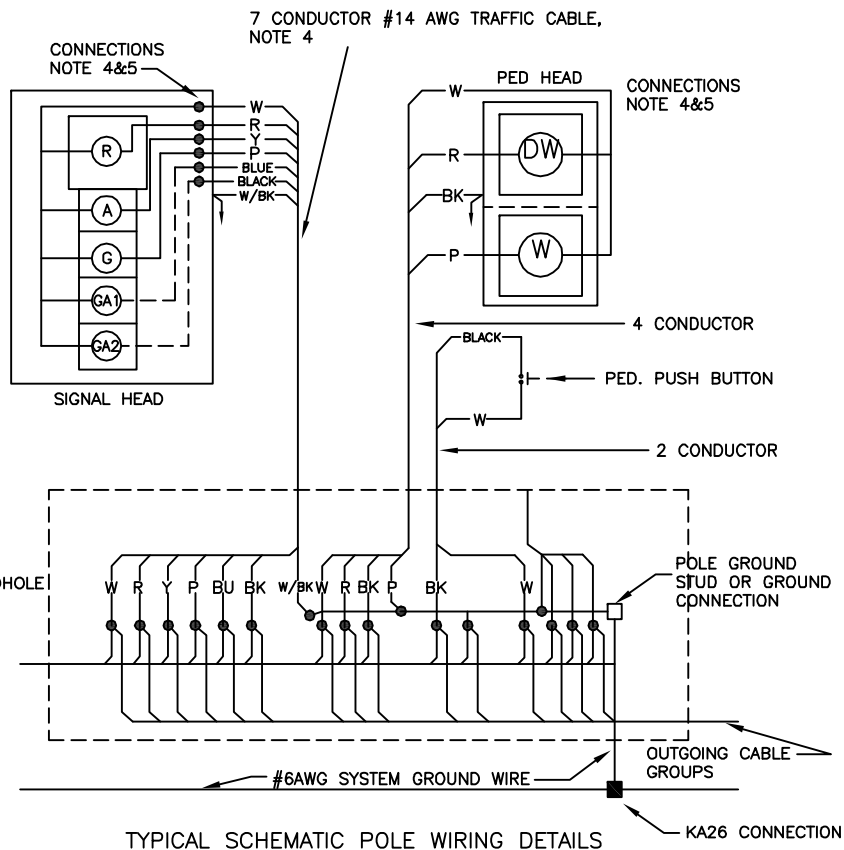 7 CONDUCTOR #14 AWG TRAFFIC CABLE,
NOTE 4
CONNECTIONS
NOTE 4&5
PED HEAD
CONNECTIONS
NOTE 4&5
W
R
Y
P
BLUE
BLACK
W/BK
R
A
G
GA1
GA2
SIGNAL HEAD
W
R
BK
P
DW
W
4 CONDUCTOR
BLACK
PED. PUSH BUTTON
W
2 CONDUCTOR
W R Y P BU BK W/BK W R BK P BK W
POLE GROUND
STUD OR GROUND
CONNECTION
OUTGOING CABLE
GROUPS
#6AWG SYSTEM GROUND WIRE
KA26 CONNECTION
TYPICAL SCHEMATIC POLE WIRING DETAILS